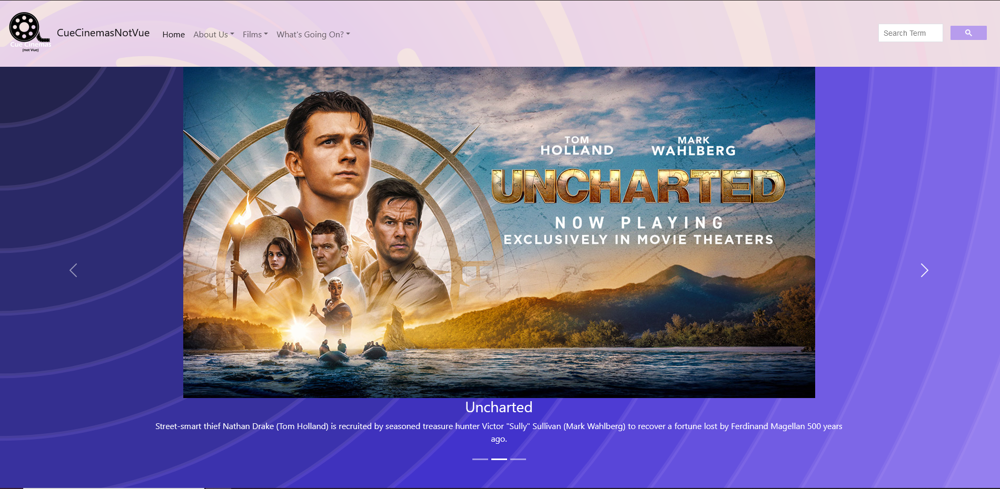 Cue Cinemas
(not Vue)
CueCinemasNotVue
Home
About Us
Films
What's Going On?
Search Term
TOM
HOLLAND
MARK
WAHLBERG
UNCHARTED
NOW PLAYING
EXCLUSIVELY IN MOVIE THEATERS
Uncharted
Street-smart thief Nathan Drake (Tom Holland) is recruited by seasoned treasure hunter Victor "Sully" Sullivan (Mark Wahlberg) to recover a fortune lost by Ferdinand Magellan 500 years
ago.